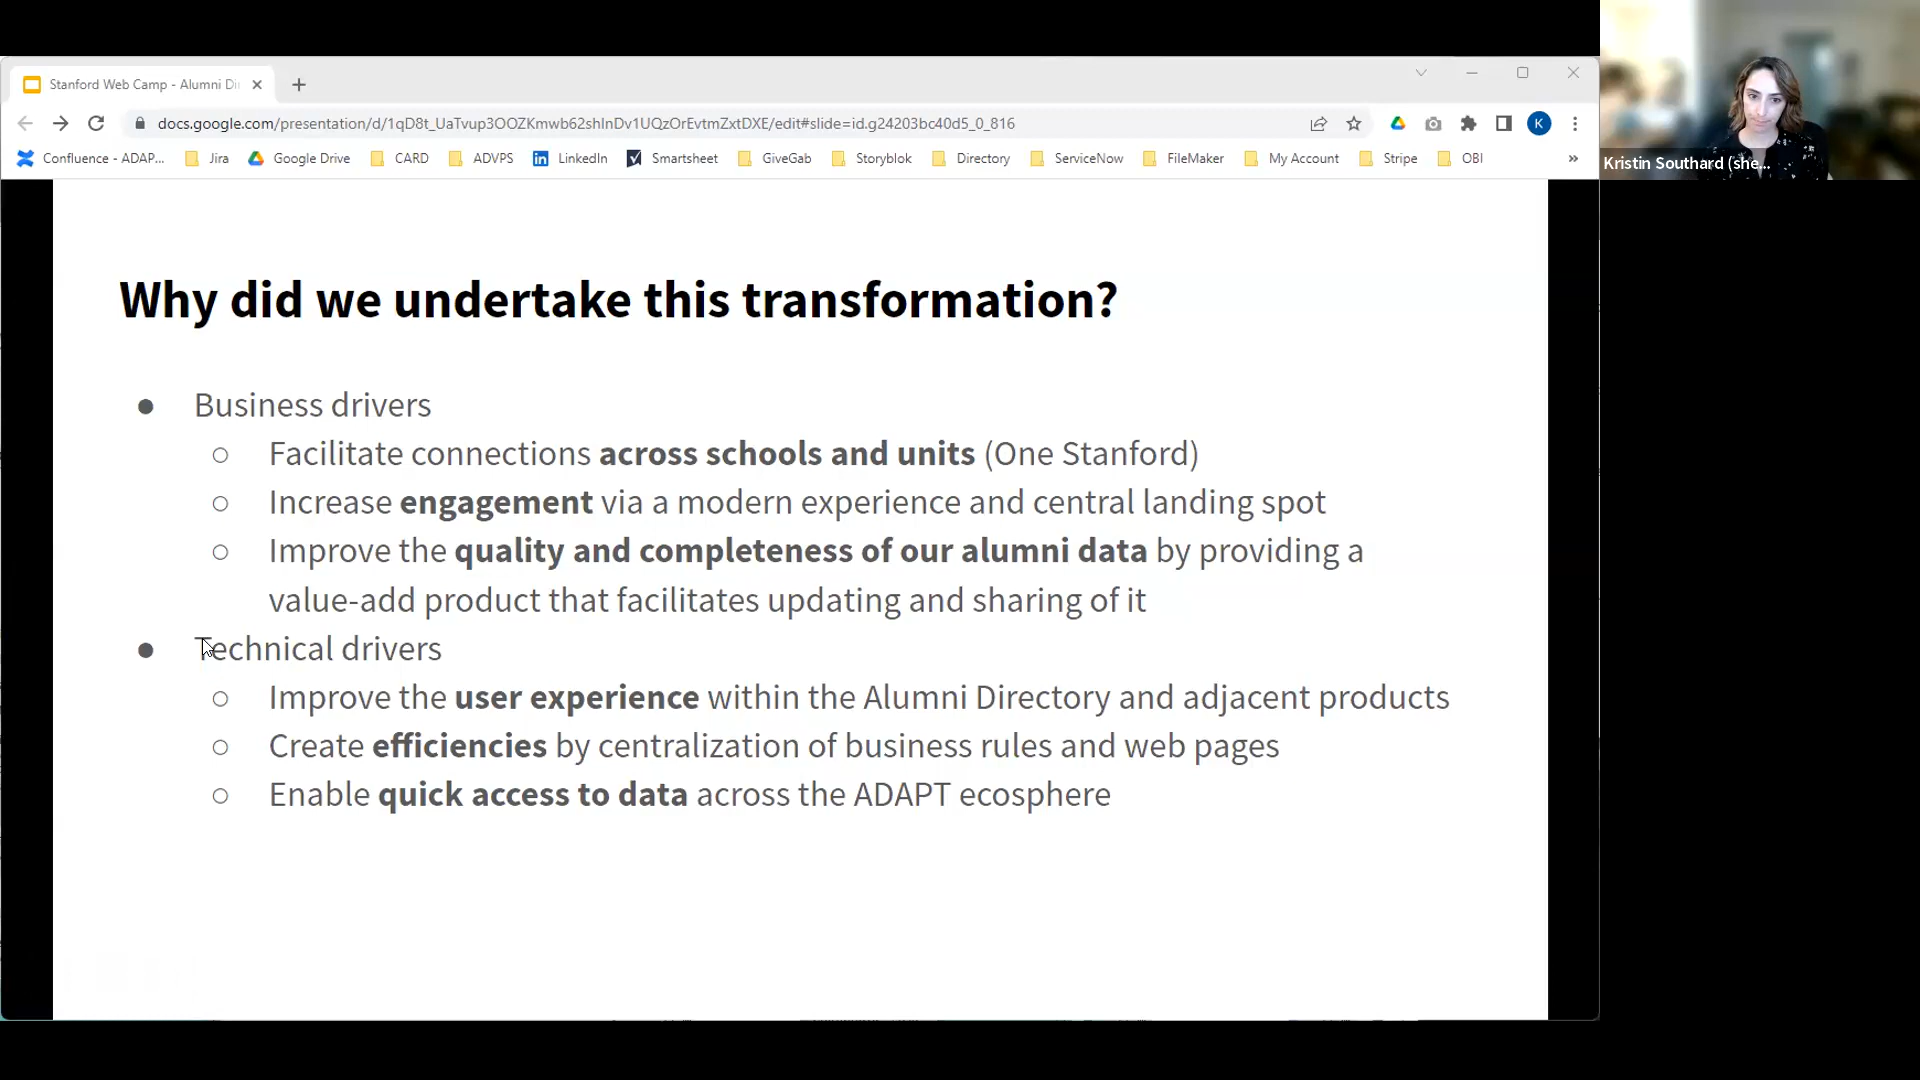 Stanford Web Camp - Alumni Di
docs.google.com/presentation/d/1qD8t_UaTvup3OOZKmwb62shInDv1UQzOrEvtmZxtDXE/edit#slide=id.g24203bc40d5_0_816
K
Confluence - ADAP... Jira Google Drive CARD ADVPS LinkedIn Smartsheet GiveGab Storyblok Directory ServiceNow FileMaker My Account Stripe OBI »
Kristin Southard (she...
Why did we undertake this transformation?
● Business drivers
○ Facilitate connections across schools and units (One Stanford)
○ Increase engagement via a modern experience and central landing spot
○ Improve the quality and completeness of our alumni data by providing a
value-add product that facilitates updating and sharing of it
● Technical drivers
○ Improve the user experience within the Alumni Directory and adjacent products
○ Create efficiencies by centralization of business rules and web pages
○ Enable quick access to data across the ADAPT ecosphere